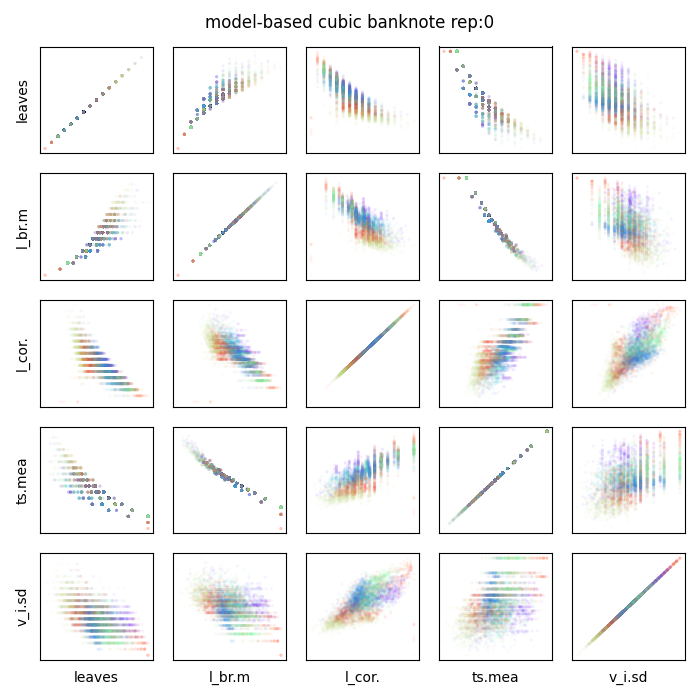 model-based cubic banknote rep:0
leaves
l_br.m
l_cor.
ts.mea
v_i.sd
leaves
l_br.m
l_cor.
ts.mea
v_i.sd